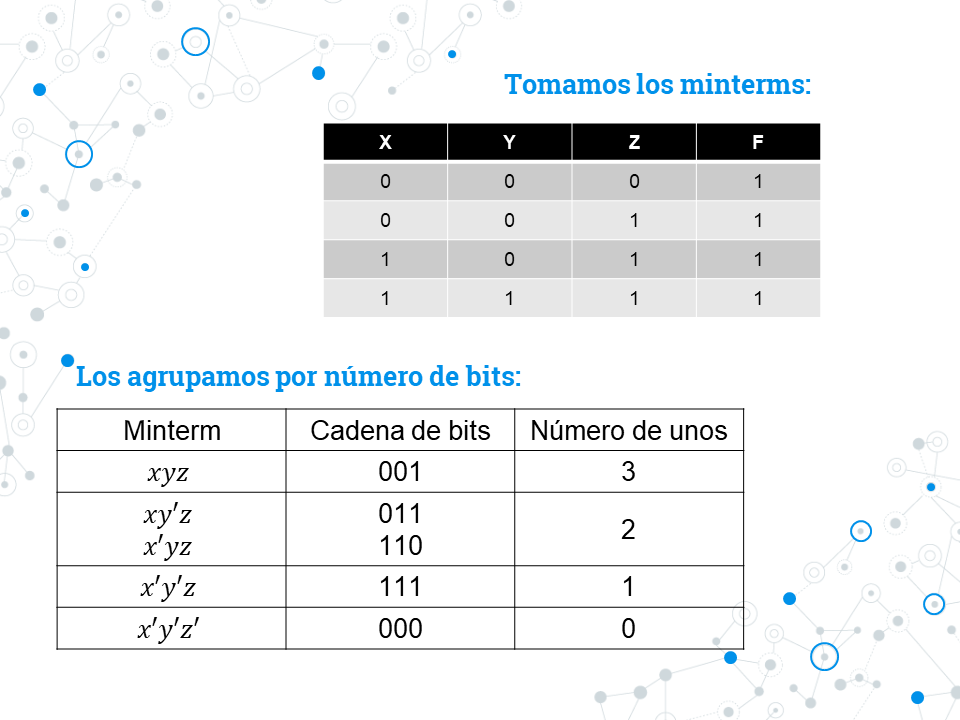 Tomamos los minterms:
X Y Z F
0 0 0 1
0 0 1 1
1 0 1 1
1 1 1 1
Los agrupamos por número de bits:
Minterm Cadena de bits Número de unos
xyz 001 3
xy′z 011
x′yz 110
2
x′y′z 111 1
x′y′z′ 000 0